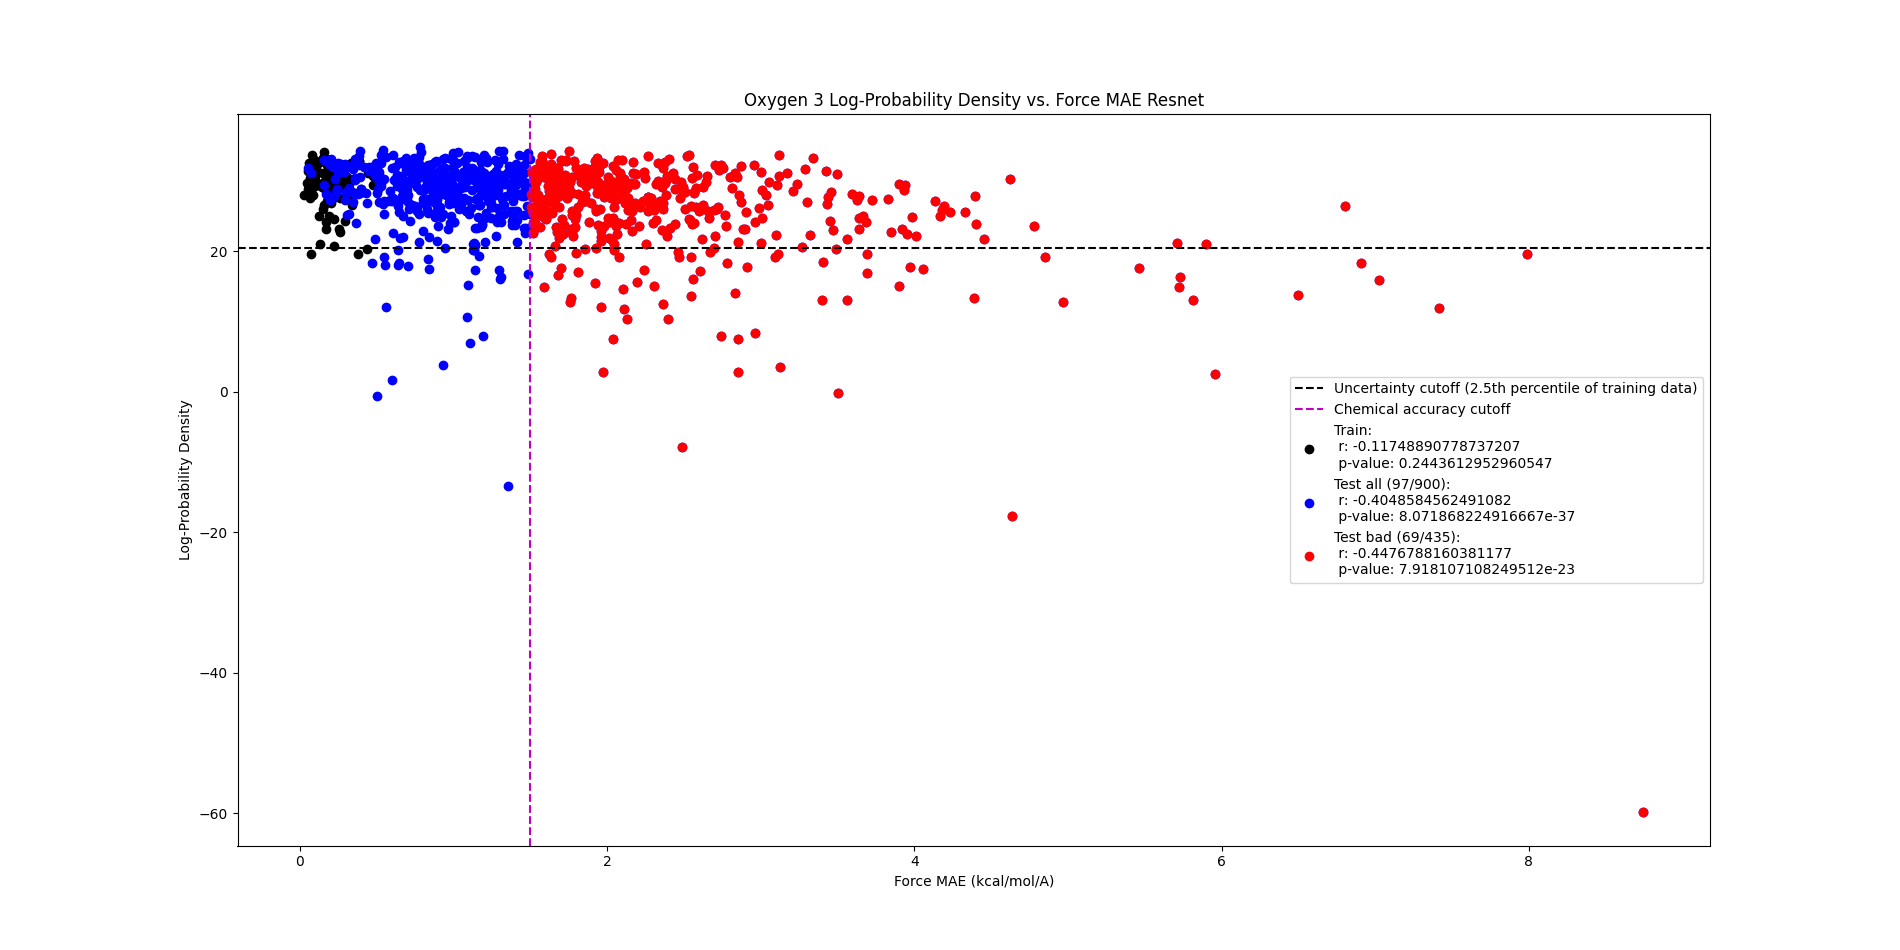 Oxygen 3 Log-Probability Density vs. Force MAE Resnet
20
0
−20
−40
−60
Log-Probability Density
0 2 4 6 8
Force MAE (kcal/mol/A)
Uncertainty cutoff (2.5th percentile of training data)
Chemical accuracy cutoff
Train:
r: -0.11748890778737207
p-value: 0.2443612952960547
Test all (97/900):
r: -0.4048584562491082
p-value: 8.071868224916667e-37
Test bad (69/435):
r: -0.4476788160381177
p-value: 7.918107108249512e-23